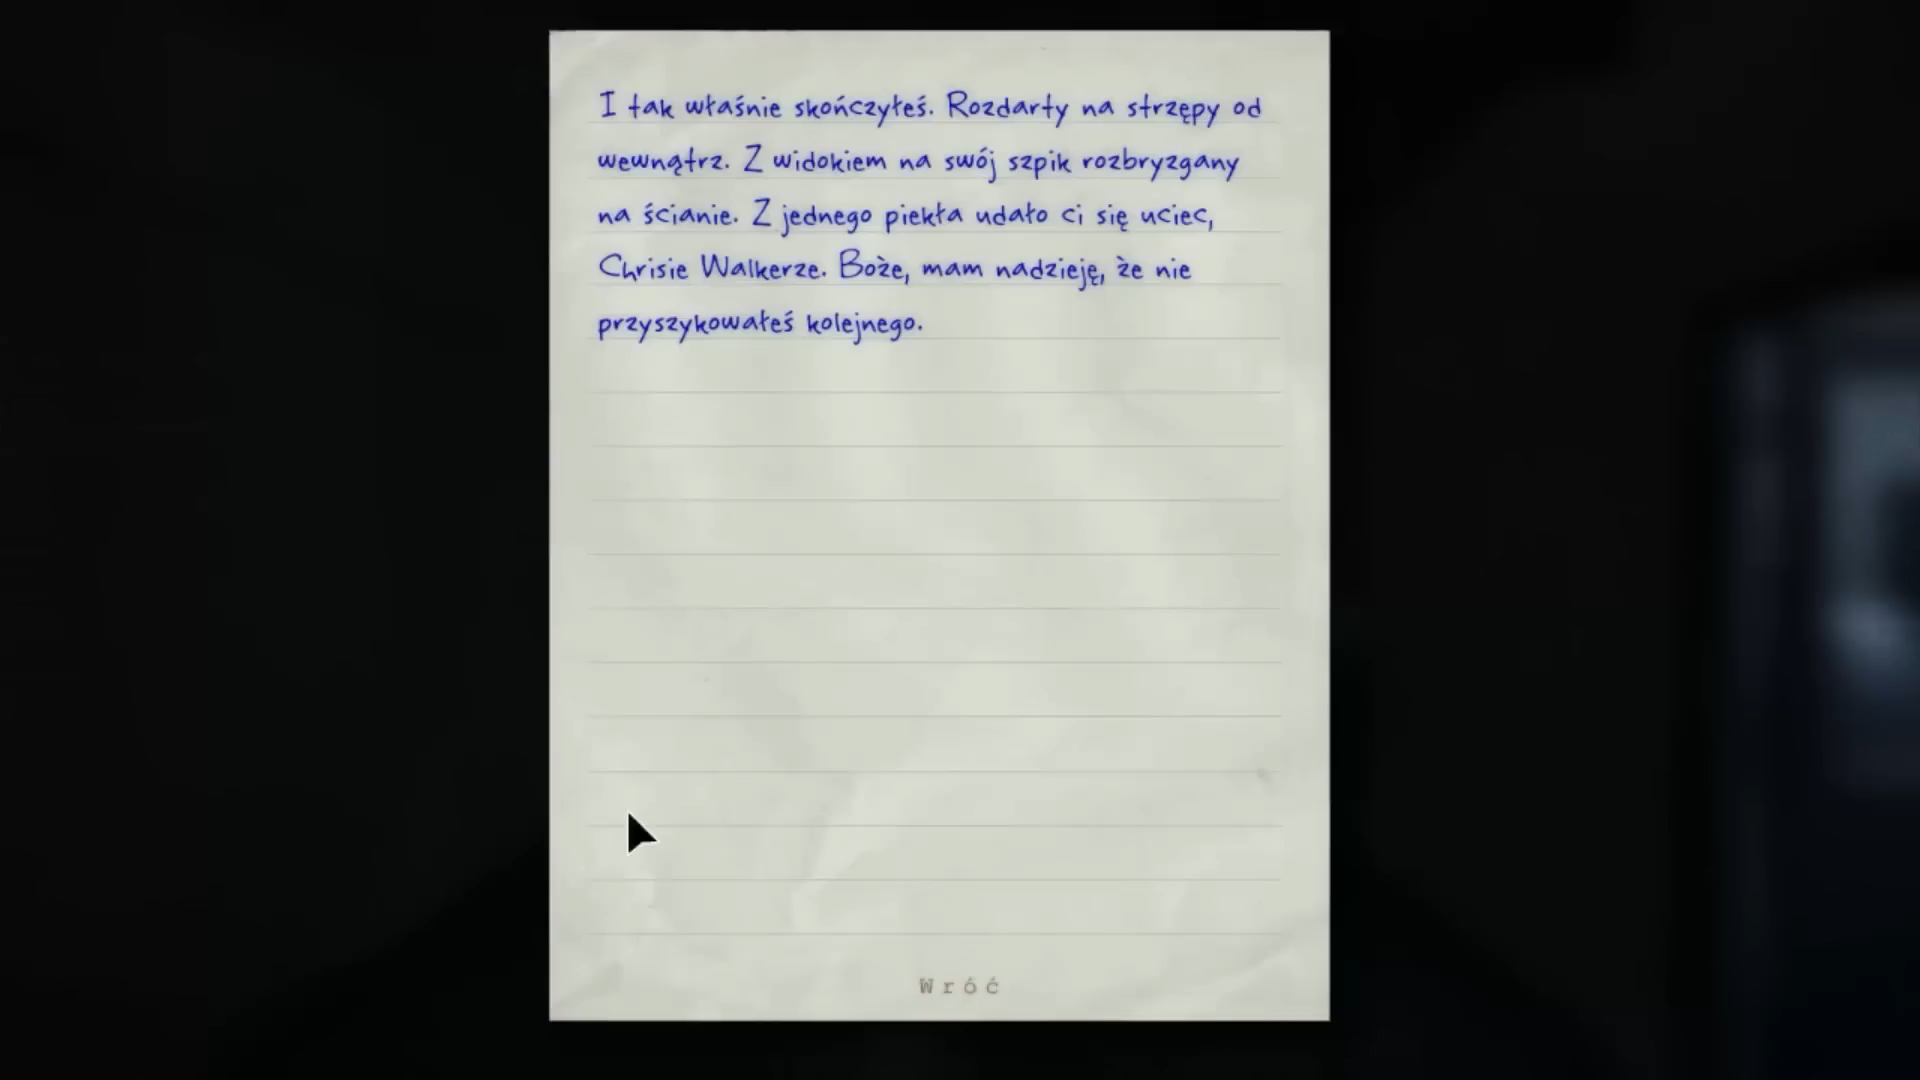 I tak właśnie skończyłeś. Rozdarty na strzępy od
wewnątrz. Z widokiem na swój szpik rozbryzgany
na ścianie. Z jednego piekła udało ci się uciec,
Chrisie Walkerze. Boże, mam nadzieję, że nie
przyszykowałeś kolejnego.
Wróć